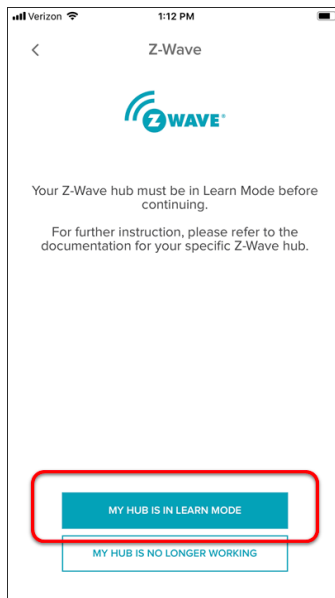 Verizon 1:12 PM
Z-Wave
Z WAVE®
Your Z-Wave hub must be in Learn Mode before
continuing.
For further instruction, please refer to the
documentation for your specific Z-Wave hub.
MY HUB IS IN LEARN MODE
MY HUB IS NO LONGER WORKING